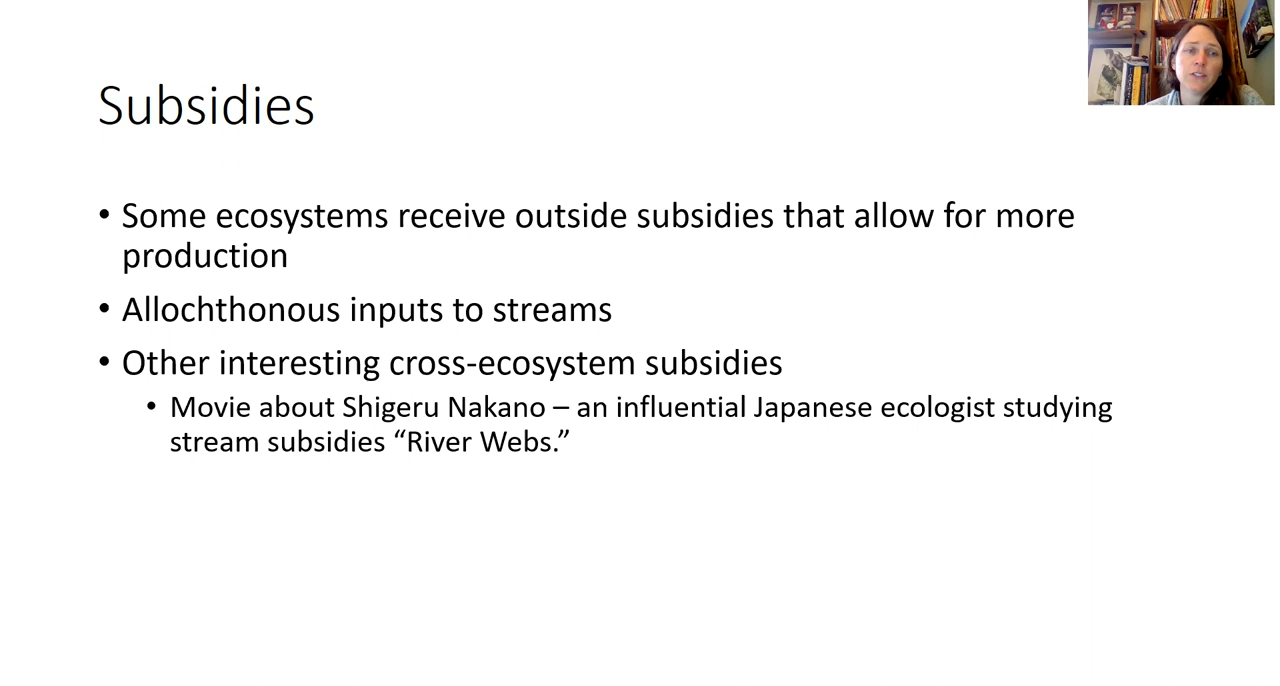 Subsidies
• Some ecosystems receive outside subsidies that allow for more
production
• Allochthonous inputs to streams
• Other interesting cross-ecosystem subsidies
• Movie about Shigeru Nakano – an influential Japanese ecologist studying
stream subsidies “River Webs.”